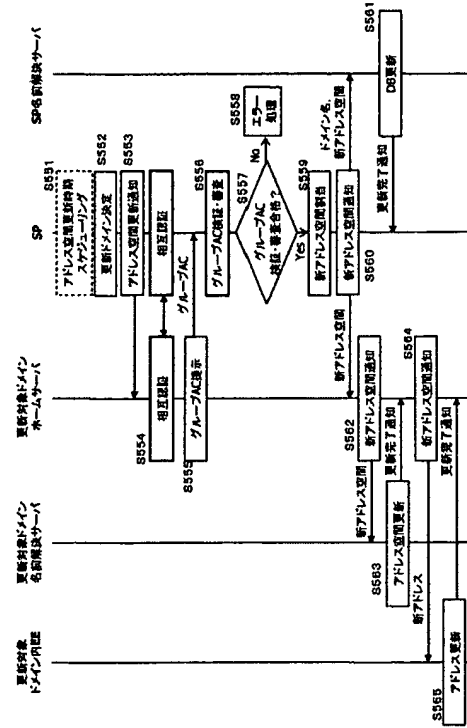 更新対象
ドメイン内EE
更新対象ドメイン
名前解決サーバ
更新対象ドメイン
ホームサーバ
SP
SP名前解決サーバ
S551
アドレス空間更新時期
スケジューリング
S552
更新ドメイン決定
S553
アドレス空間更新通知
S554
相互認証
相互認証
S555
グループAC提示
グループAC
S556
グループAC検証・審査
S557
グループAC
検証・審査合格?
No
S558
エラー
処理
Yes
S559
新アドレス空間割当
S560
新アドレス空間通知
ドメイン名、
新アドレス空間
S561
DB更新
更新完了通知
新アドレス空間
S562
新アドレス空間通知
新アドレス空間
S563
アドレス空間更新
更新完了通知
S564
新アドレス空間通知
新アドレス
S565
アドレス更新
更新完了通知